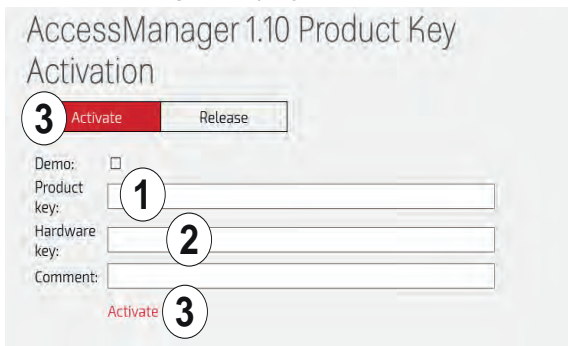 AccessManager 1.10 Product Key
Activation
3 Activate Release
Demo:
Product
key: 1
Hardware
key: 2
Comment:
Activate 3